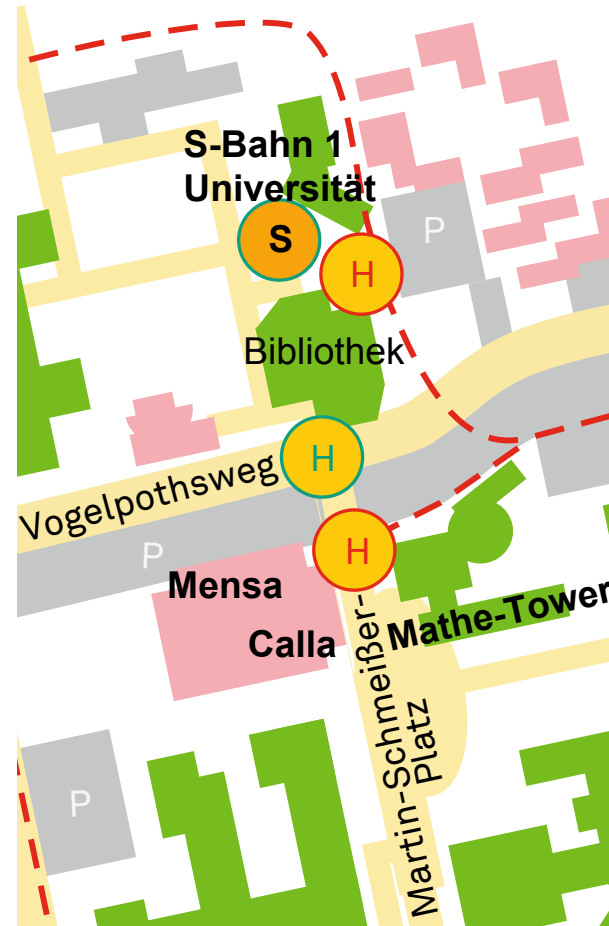 S-Bahn 1
Universität
S
H
P
Bibliothek
H
Vogelpothsweg
P
H
Mensa
Calla
Mathe-Tower
Martin-Schmeißer-
Platz
P